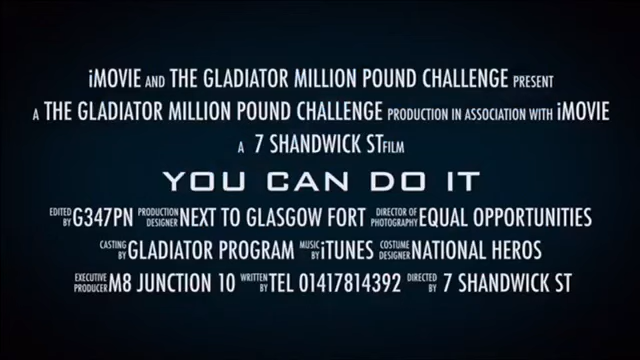 iMOVIE AND THE GLADIATOR MILLION POUND CHALLENGE PRESENT
A THE GLADIATOR MILLION POUND CHALLENGE PRODUCTION IN ASSOCIATION WITH iMOVIE
A 7 SHANDWICK ST FILM
YOU CAN DO IT
EDITED BY G347PN PRODUCTION DESIGNER NEXT TO GLASGOW FORT DIRECTOR OF PHOTOGRAPHY EQUAL OPPORTUNITIES
CASTING BY GLADIATOR PROGRAM MUSIC BY iTUNES COSTUME DESIGNER NATIONAL HEROS
EXECUTIVE PRODUCER M8 JUNCTION 10 WRITTEN BY TEL 01417814392 DIRECTED BY 7 SHANDWICK ST